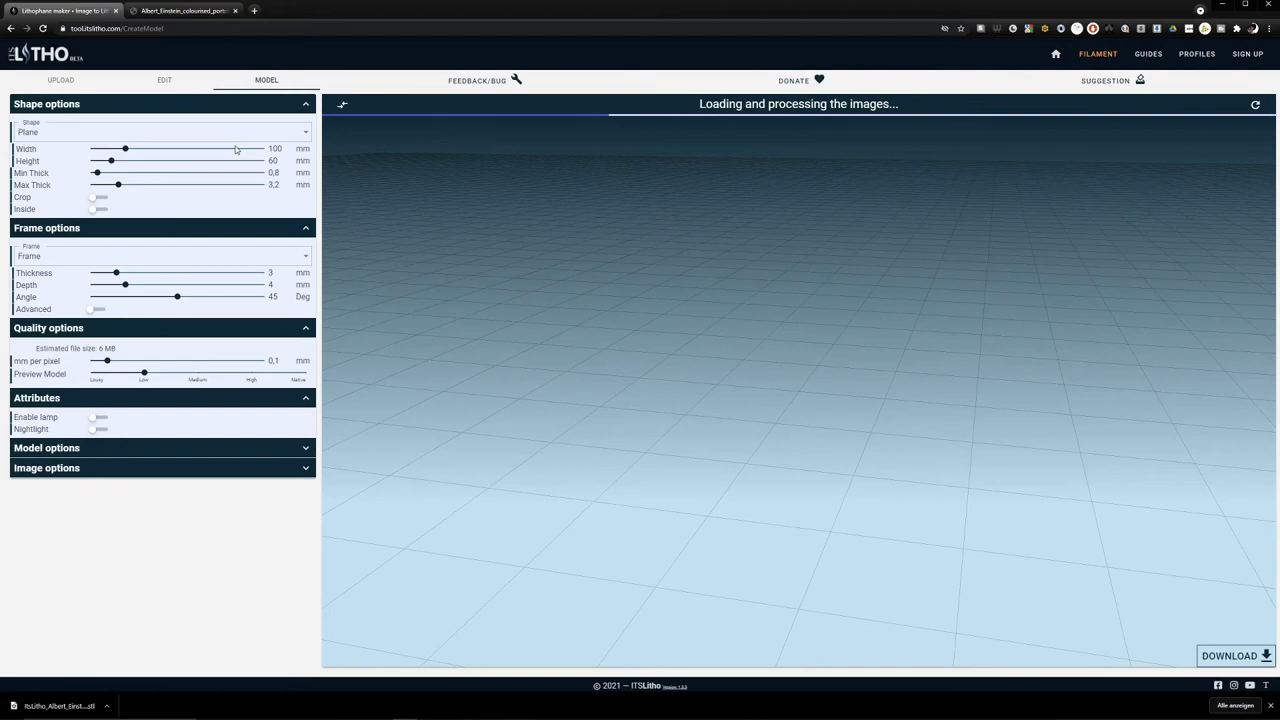 Lithophane maker • Image to Lit
Albert_Einstein_colourised_port
tool.itslitho.com/CreateModel
ITS LITHO BETA
FILAMENT
GUIDES
PROFILES
SIGN UP
UPLOAD
EDIT
MODEL
FEEDBACK/BUG
DONATE
SUGGESTION
Shape options
Loading and processing the images...
Shape
Plane
Width 100 mm
Height 60 mm
Min Thick 0,8 mm
Max Thick 3,2 mm
Crop
Inside
Frame options
Frame
Frame
Thickness 3 mm
Depth 4 mm
Angle 45 Deg
Advanced
Quality options
Estimated file size: 6 MB
mm per pixel 0,1 mm
Preview Model
Lousy Low Medium High Native
Attributes
Enable lamp
Nightlight
Model options
Image options
DOWNLOAD
© 2021 — ITSLitho
ItsLitho_Albert_Einst....stl
Alle anzeigen